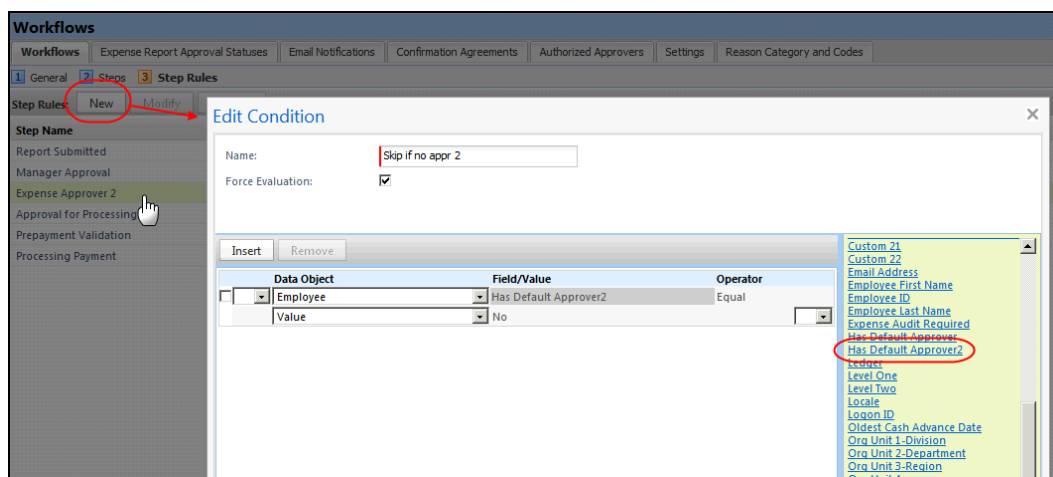 Workflows
Workflows Expense Report Approval Statuses Email Notifications Confirmation Agreements Authorized Approvers Settings Reason Category and Codes
1 General 2 Steps 3 Step Rules
Step Rules: New Modify
Step Name
Report Submitted
Manager Approval
Expense Approver 2
Approval for Processing
Prepayment Validation
Processing Payment
Edit Condition
Name: Skip if no appr 2
Force Evaluation:
Insert Remove
Data Object Field/Value Operator
Employee Has Default Approver2 Equal
Value No
Custom 21
Custom 22
Email Address
Employee First Name
Employee ID
Employee Last Name
Expense Audit Required
Has Default Approver
Has Default Approver2
Ledger
Level One
Level Two
Locale
Logon ID
Oldest Cash Advance Date
Org Unit 1-Division
Org Unit 2-Department
Org Unit 3-Region